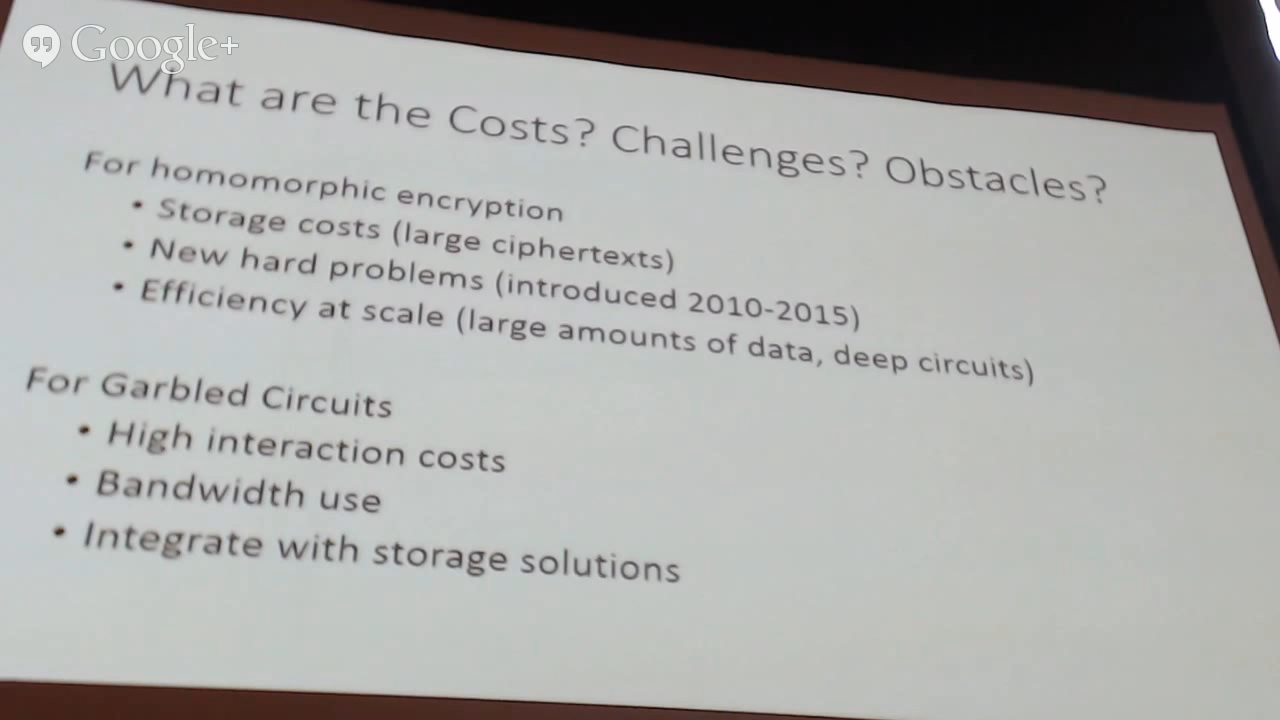 Google+
What are the Costs? Challenges? Obstacles?
For homomorphic encryption
• Storage costs (large ciphertexts)
• New hard problems (introduced 2010-2015)
• Efficiency at scale (large amounts of data, deep circuits)
For Garbled Circuits
• High interaction costs
• Bandwidth use
• Integrate with storage solutions